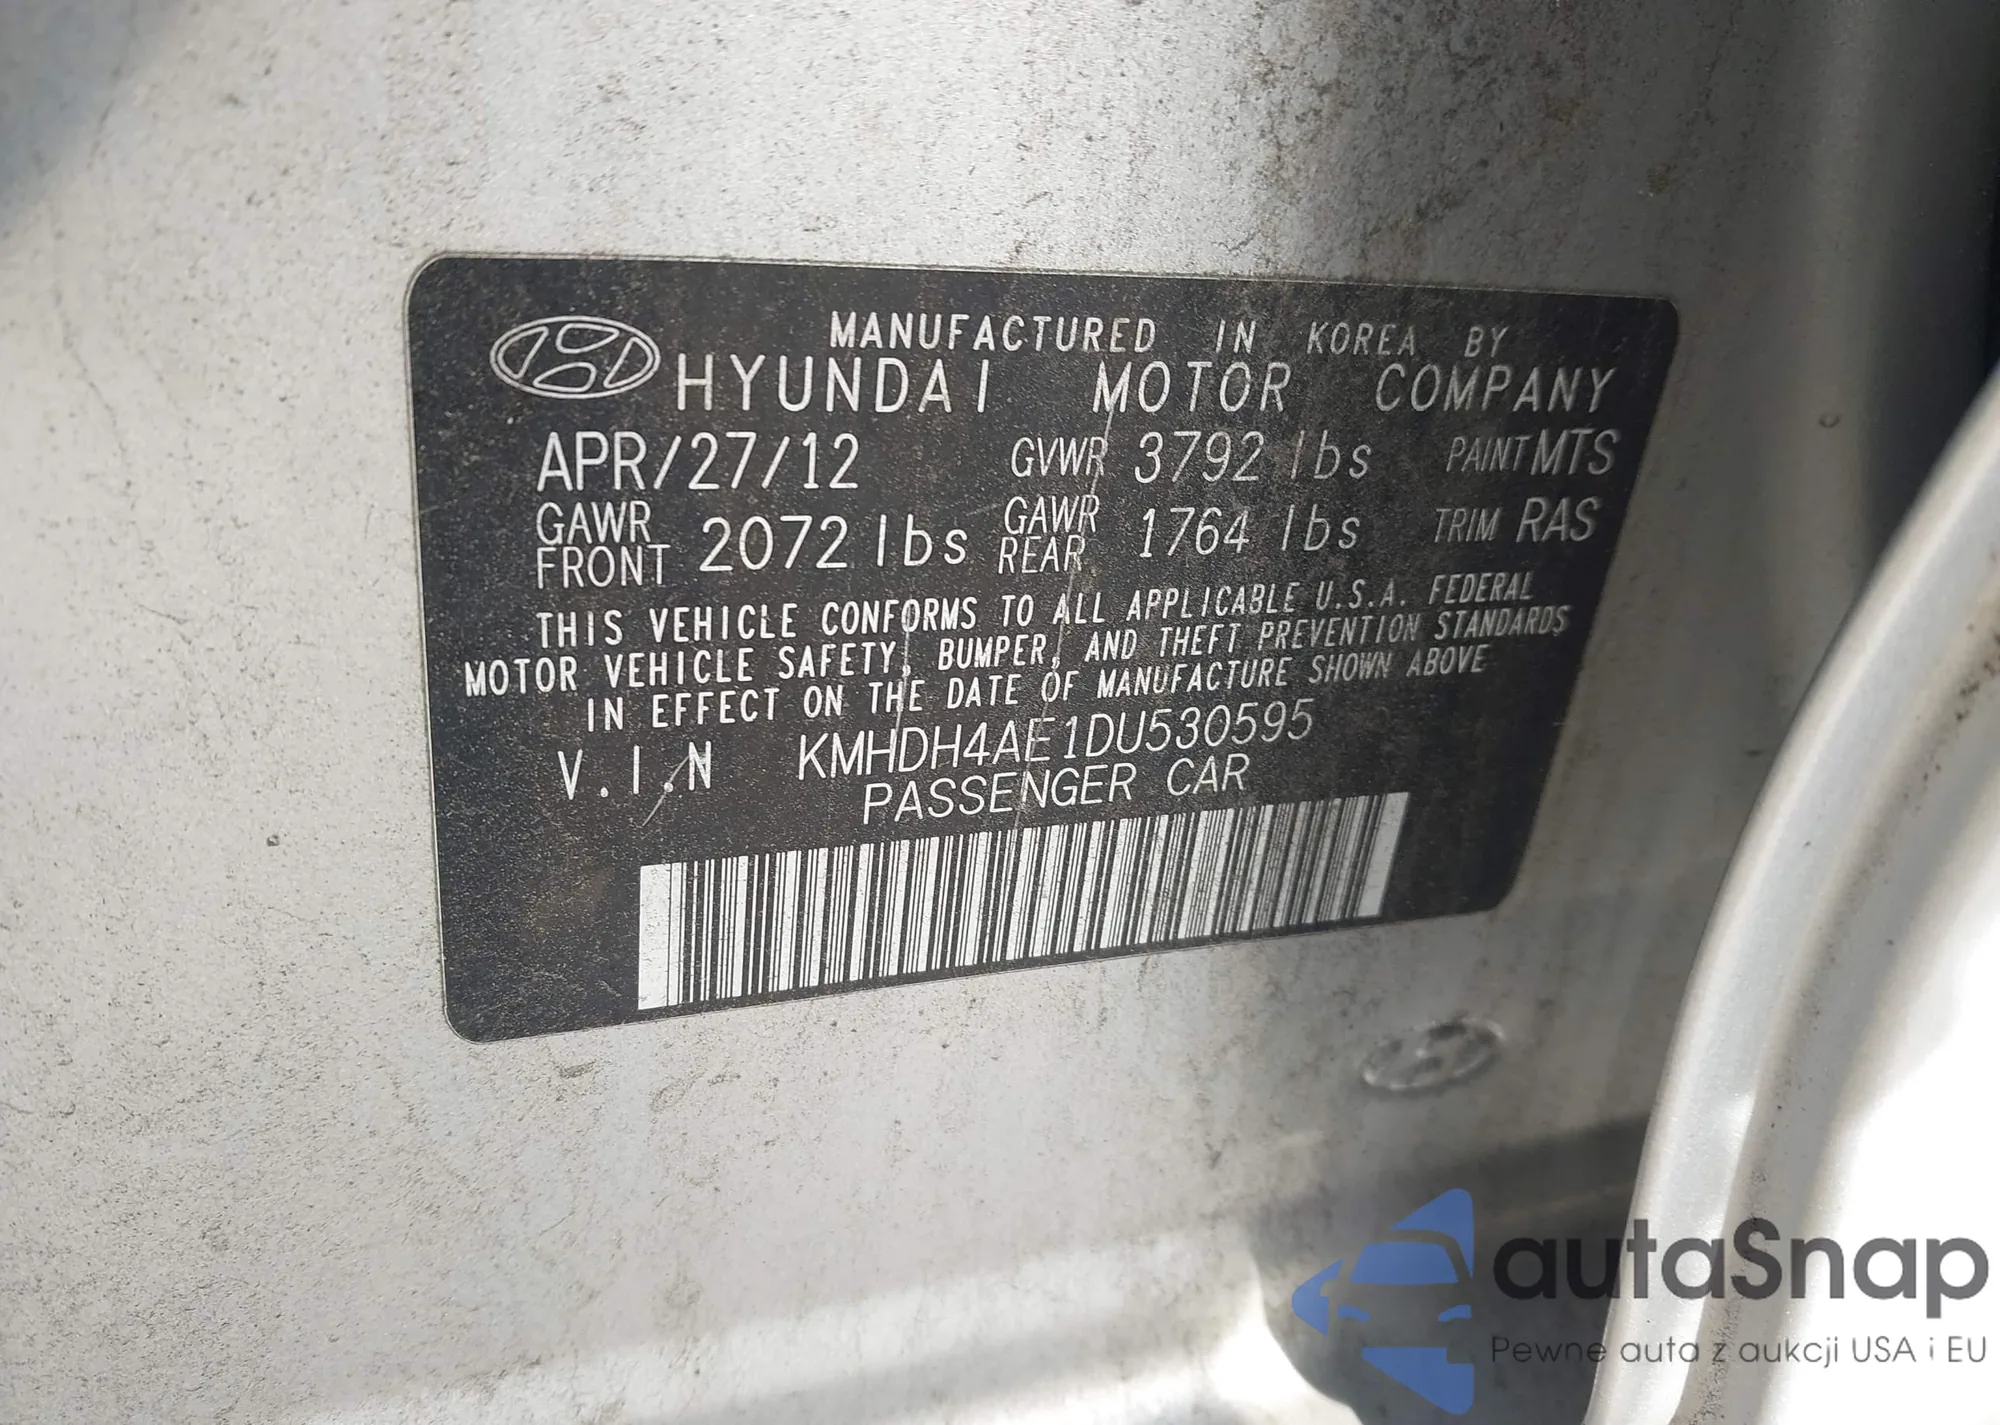 MANUFACTURED IN KOREA BY
HYUNDAI MOTOR COMPANY
APR/27/12 GVWR 3792 lbs PAINT MTS
GAWR FRONT 2072 lbs GAWR REAR 1764 lbs TRIM RAS
THIS VEHICLE CONFORMS TO ALL APPLICABLE U.S.A. FEDERAL
MOTOR VEHICLE SAFETY, BUMPER, AND THEFT PREVENTION STANDARDS
IN EFFECT ON THE DATE OF MANUFACTURE SHOWN ABOVE
V.I.N KMHDH4AE1DU530595
PASSENGER CAR
autaSnap
Pewne auta z aukcji USA i EU